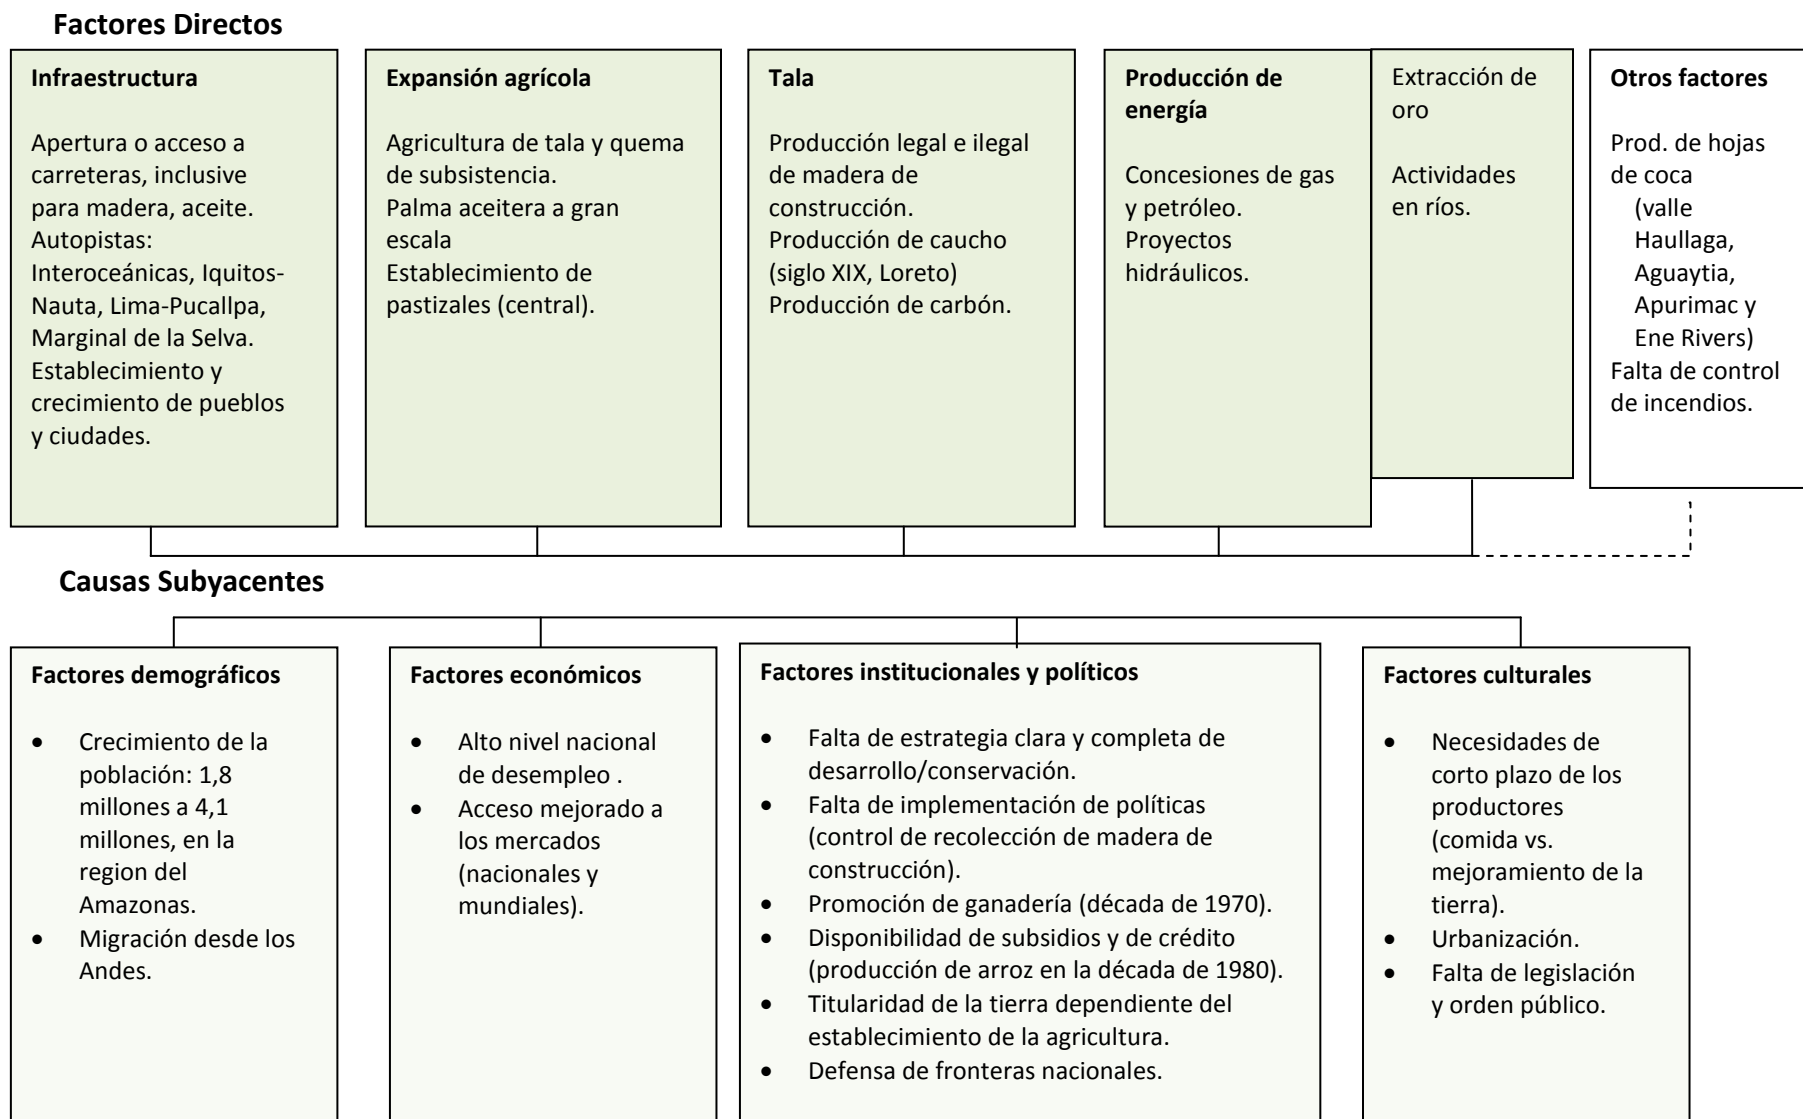 Factores Directos
Infraestructura
Apertura o acceso a
carreteras, inclusive
para madera, aceite.
Autopistas:
Interoceánicas, Iquitos-
Nauta, Lima-Pucallpa,
Marginal de la Selva.
Establecimiento y
crecimiento de pueblos
y ciudades.
Expansión agrícola
Agricultura de tala y quema
de subsistencia.
Palma aceitera a gran
escala
Establecimiento de
pastizales (central).
Tala
Producción legal e ilegal
de madera de
construcción.
Producción de caucho
(siglo XIX, Loreto)
Producción de carbón.
Producción de
energía
Concesiones de gas
y petróleo.
Proyectos
hidráulicos.
Extracción de
oro
Actividades
en ríos.
Otros factores
Prod. de hojas
de coca
(valle
Haullaga,
Aguaytia,
Apurimac y
Ene Rivers)
Falta de control
de incendios.
Causas Subyacentes
Factores demográficos
• Crecimiento de la
población: 1,8
millones a 4,1
millones, en la
region del
Amazonas.
• Migración desde los
Andes.
Factores económicos
• Alto nivel nacional
de desempleo .
• Acceso mejorado a
los mercados
(nacionales y
mundiales).
Factores institucionales y políticos
• Falta de estrategia clara y completa de
desarrollo/conservación.
• Falta de implementación de políticas
(control de recolección de madera de
construcción).
• Promoción de ganadería (década de 1970).
• Disponibilidad de subsidios y de crédito
(producción de arroz en la década de 1980).
• Titularidad de la tierra dependiente del
establecimiento de la agricultura.
• Defensa de fronteras nacionales.
Factores culturales
• Necesidades de
corto plazo de los
productores
(comida vs.
mejoramiento de la
tierra).
• Urbanización.
• Falta de legislación
y orden público.